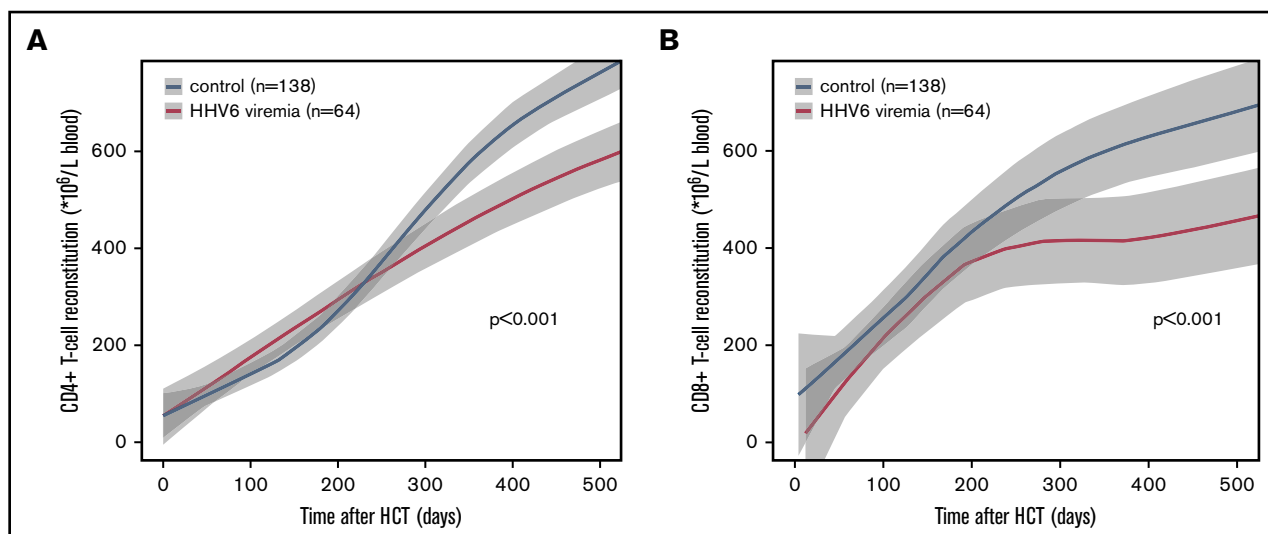 A
control (n=138)
HHV6 viremia (n=64)
CD4+ T-cell reconstitution (*10⁶/L blood)
600
400
200
0
p<0.001
0 100 200 300 400 500
Time after HCT (days)
B
control (n=138)
HHV6 viremia (n=64)
CD8+ T-cell reconstitution (*10⁶/L blood)
600
400
200
0
p<0.001
0 100 200 300 400 500
Time after HCT (days)